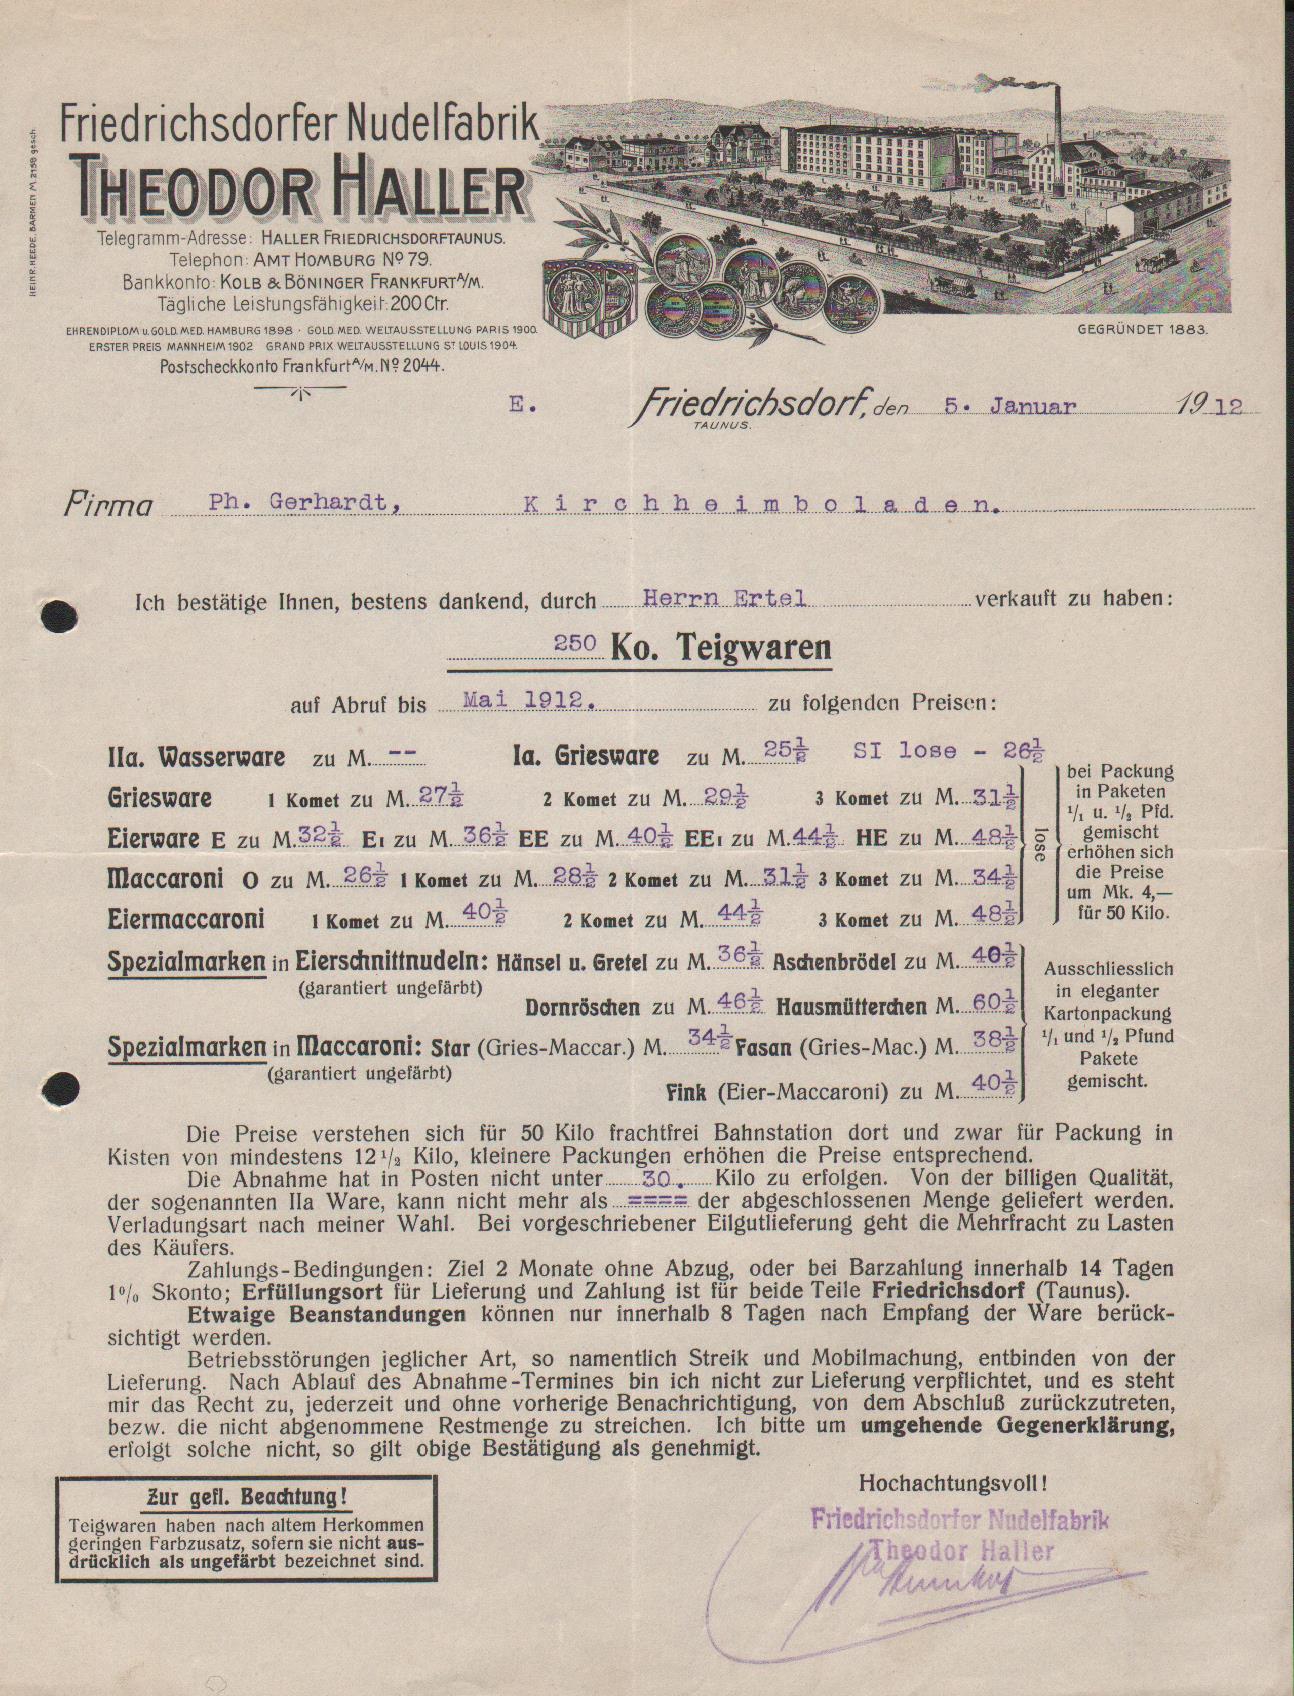 Friedrichsdorfer Nudelfabrik
THEODOR HALLER
Telegramm-Adresse: HALLER FRIEDRICHSDORFTAUNUS.
Telephon: AMT HOMBURG Nº 79.
Bankkonto: KOLB & BÖNINGER FRANKFURT A/M.
Tägliche Leistungsfähigkeit: 200 Ctr.
EHRENDIPLOM u. GOLD. MED. HAMBURG 1898 · GOLD. MED. WELTAUSSTELLUNG PARIS 1900.
ERSTER PREIS MANNHEIM 1902 GRAND PRIX WELTAUSSTELLUNG ST LOUIS 1904.
Postscheckkonto Frankfurt A/M. Nº 2044.
HEINR. HEEDE, BARMEN M. 2158 gesch.
GEGRÜNDET 1883.
E. Friedrichsdorf, den 5. Januar 1912
TAUNUS.
Firma Ph. Gerhardt, Kirchheimboladen.
Ich bestätige Ihnen, bestens dankend, durch Herrn Ertel verkauft zu haben:
250 Ko. Teigwaren
auf Abruf bis Mai 1912. zu folgenden Preisen:
IIa. Wasserware zu M. -- Ia. Griesware zu M. 25½ SI lose - 26½
Griesware 1 Komet zu M. 27½ 2 Komet zu M. 29½ 3 Komet zu M. 31½
Eierware E zu M. 32½ E1 zu M. 36½ EE zu M. 40½ EE1 zu M. 44½ HE zu M. 48½
Maccaroni O zu M. 26½ 1 Komet zu M. 28½ 2 Komet zu M. 31½ 3 Komet zu M. 34½
Eiermaccaroni 1 Komet zu M. 40½ 2 Komet zu M. 44½ 3 Komet zu M. 48½
lose
bei Packung
in Paketen
1/1 u. 1/2 Pfd.
gemischt
erhöhen sich
die Preise
um Mk. 4,—
für 50 Kilo.
Spezialmarken in Eierschnittnudeln: Hänsel u. Gretel zu M. 36½ Aschenbrödel zu M. 40½
(garantiert ungefärbt)
Dornröschen zu M. 46½ Hausmütterchen M. 60½
Spezialmarken in Maccaroni: Star (Gries-Maccar.) M. 34½ Fasan (Gries-Mac.) M. 38½
(garantiert ungefärbt)
Fink (Eier-Maccaroni) zu M. 40½
Ausschliesslich
in eleganter
Kartonpackung
1/1 und 1/2 Pfund
Pakete
gemischt.
Die Preise verstehen sich für 50 Kilo frachtfrei Bahnstation dort und zwar für Packung in
Kisten von mindestens 12 1/2 Kilo, kleinere Packungen erhöhen die Preise entsprechend.
Die Abnahme hat in Posten nicht unter 30. Kilo zu erfolgen. Von der billigen Qualität,
der sogenannten IIa Ware, kann nicht mehr als ==== der abgeschlossenen Menge geliefert werden.
Verladungsart nach meiner Wahl. Bei vorgeschriebener Eilgutlieferung geht die Mehrfracht zu Lasten
des Käufers.
Zahlungs-Bedingungen: Ziel 2 Monate ohne Abzug, oder bei Barzahlung innerhalb 14 Tagen
1% Skonto; Erfüllungsort für Lieferung und Zahlung ist für beide Teile Friedrichsdorf (Taunus).
Etwaige Beanstandungen können nur innerhalb 8 Tagen nach Empfang der Ware berück-
sichtigt werden.
Betriebsstörungen jeglicher Art, so namentlich Streik und Mobilmachung, entbinden von der
Lieferung. Nach Ablauf des Abnahme-Termines bin ich nicht zur Lieferung verpflichtet, und es steht
mir das Recht zu, jederzeit und ohne vorherige Benachrichtigung, von dem Abschluß zurückzutreten,
bezw. die nicht abgenommene Restmenge zu streichen. Ich bitte um umgehende Gegenerklärung,
erfolgt solche nicht, so gilt obige Bestätigung als genehmigt.
Zur gefl. Beachtung!
Teigwaren haben nach altem Herkommen
geringen Farbzusatz, sofern sie nicht aus-
drücklich als ungefärbt bezeichnet sind.
Hochachtungsvoll!
Friedrichsdorfer Nudelfabrik
Theodor Haller